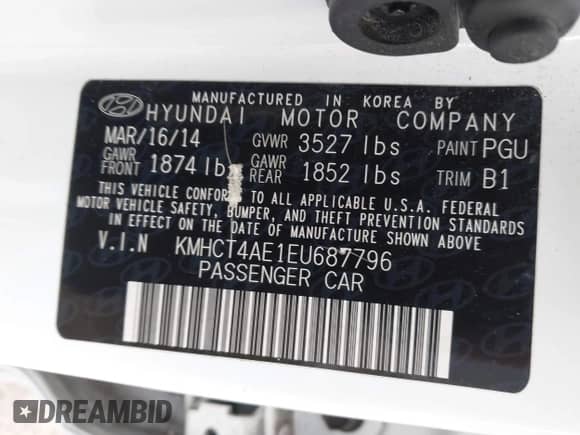 MANUFACTURED IN KOREA BY
HYUNDAI MOTOR COMPANY
MAR/16/14 GVWR 3527 lbs PAINT PGU
GAWR FRONT 1874 lbs GAWR REAR 1852 lbs TRIM B1
THIS VEHICLE CONFORMS TO ALL APPLICABLE U.S.A. FEDERAL
MOTOR VEHICLE SAFETY, BUMPER, AND THEFT PREVENTION STANDARDS
IN EFFECT ON THE DATE OF MANUFACTURE SHOWN ABOVE
V.I.N KMHCT4AE1EU687796
PASSENGER CAR
DREAMBID